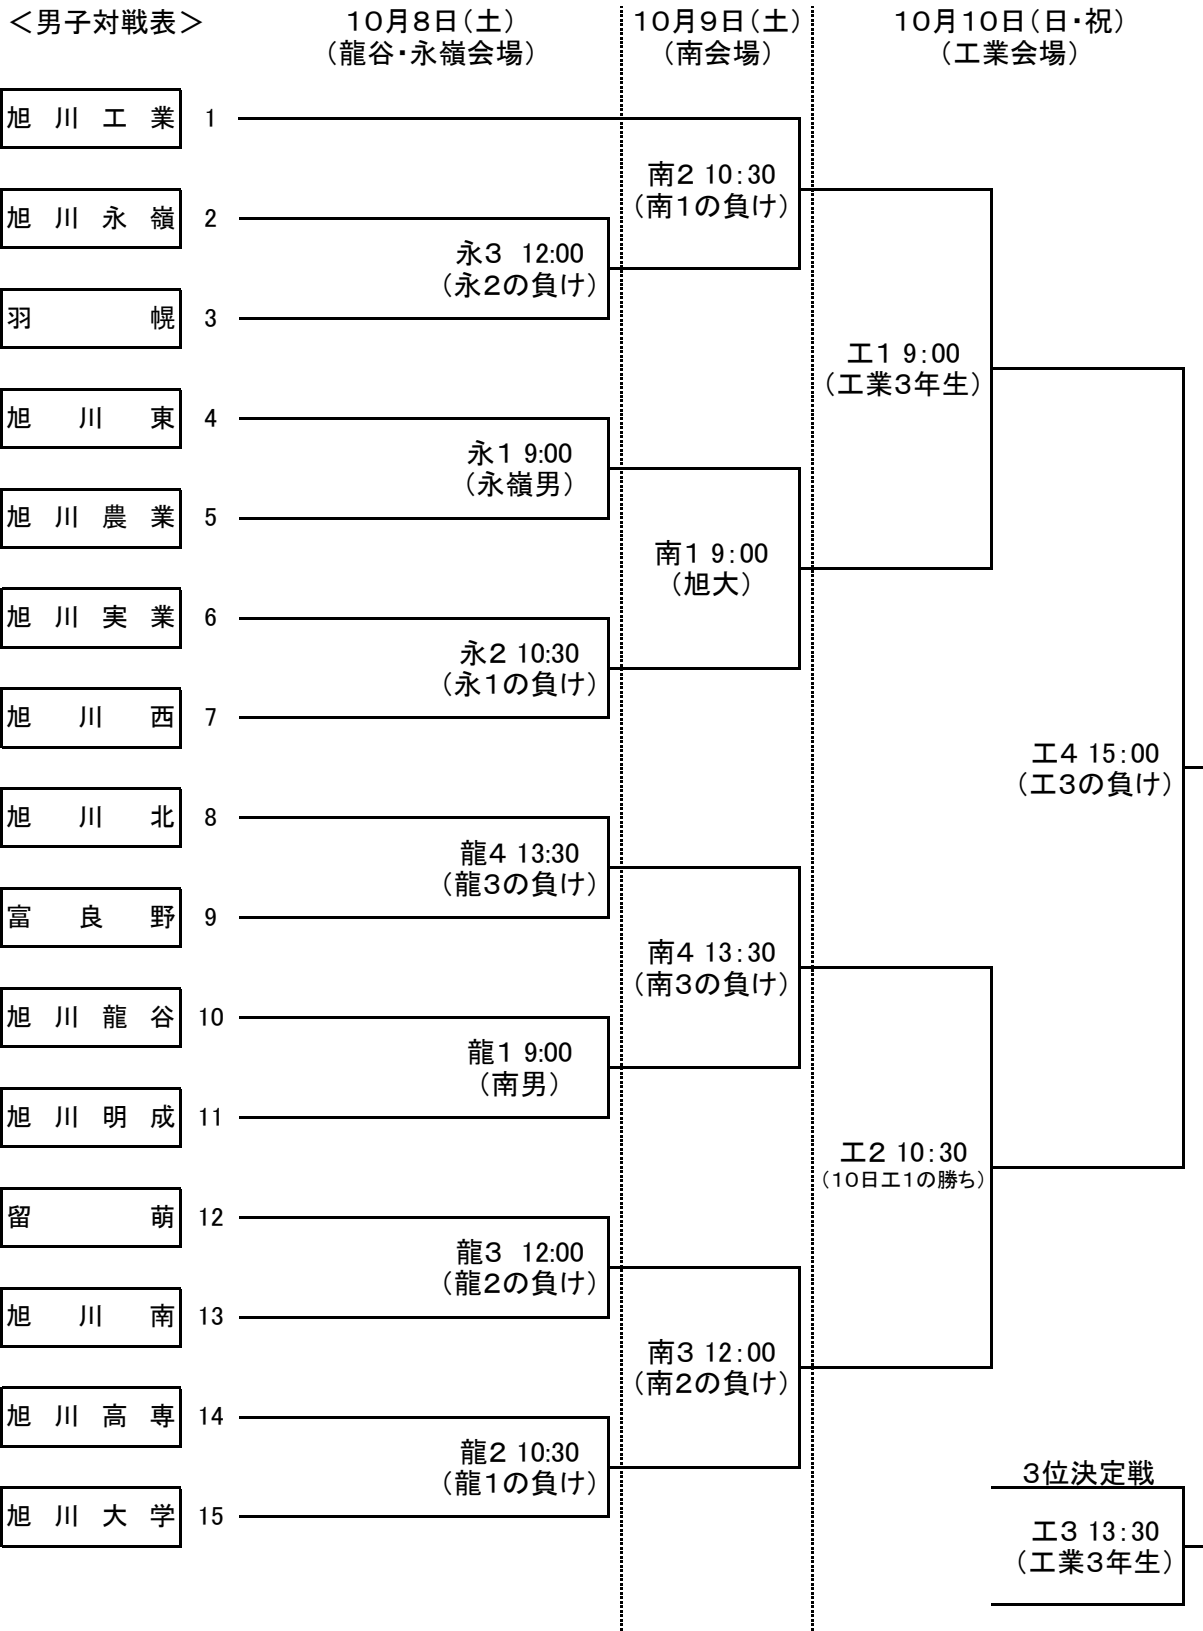 ＜男子対戦表＞
１０月８日（土）
（龍谷・永嶺会場）
１０月９日（土）
（南会場）
１０月１０日（日・祝）
（工業会場）
旭川工業 1
南２ 10：30
（南１の負け）
旭川永嶺 2
永３ 12:00
（永２の負け）
羽幌 3
工１ 9：00
（工業３年生）
旭川東 4
永１ 9:00
（永嶺男）
旭川農業 5
南１ 9：00
（旭大）
旭川実業 6
永２ 10:30
（永１の負け）
旭川西 7
工４ 15：00
（工３の負け）
旭川北 8
龍４ 13:30
（龍３の負け）
富良野 9
南４ 13：30
（南３の負け）
旭川龍谷 10
龍１ 9:00
（南男）
旭川明成 11
工２ 10：30
（１０日工１の勝ち）
留萌 12
龍３ 12:00
（龍２の負け）
旭川南 13
南３ 12：00
（南２の負け）
旭川高専 14
龍２ 10:30
（龍１の負け）
３位決定戦
旭川大学 15
工３ 13：30
（工業３年生）